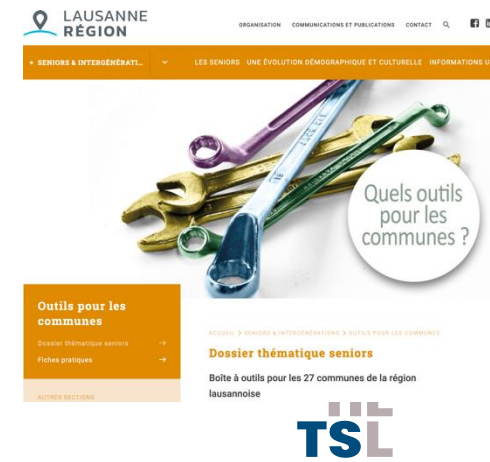 LAUSANNE
RÉGION
ORGANISATION COMMUNICATIONS ET PUBLICATIONS CONTACT
SENIORS & INTERGÉNÉRATI...
LES SENIORS UNE ÉVOLUTION DÉMOGRAPHIQUE ET CULTURELLE INFORMATIONS U
Quels outils
pour les
communes ?
Outils pour les
communes
Dossier thématique seniors
Fiches pratiques
AUTRES SECTIONS
ACCUEIL > SENIORS & INTERGÉNÉRATIONS > OUTILS POUR LES COMMUNES
Dossier thématique seniors
Boîte à outils pour les 27 communes de la région
lausannoise
TSL